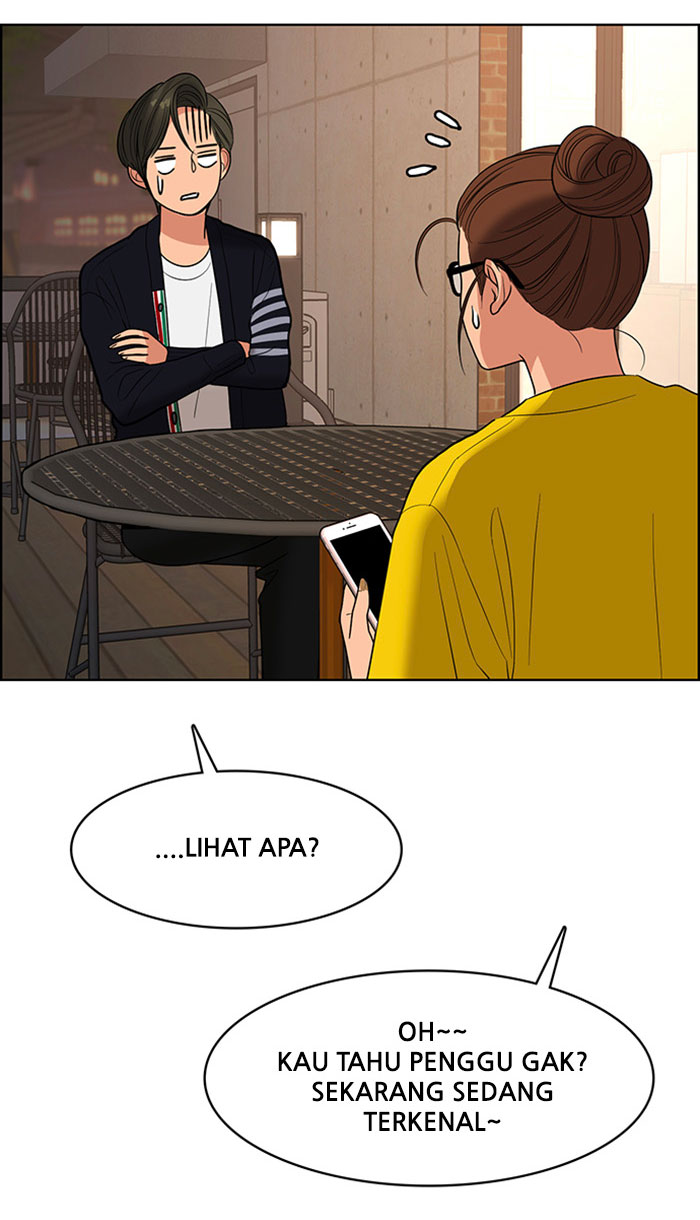 ....LIHAT APA?
OH~~
KAU TAHU PENGGU GAK?
SEKARANG SEDANG
TERKENAL~